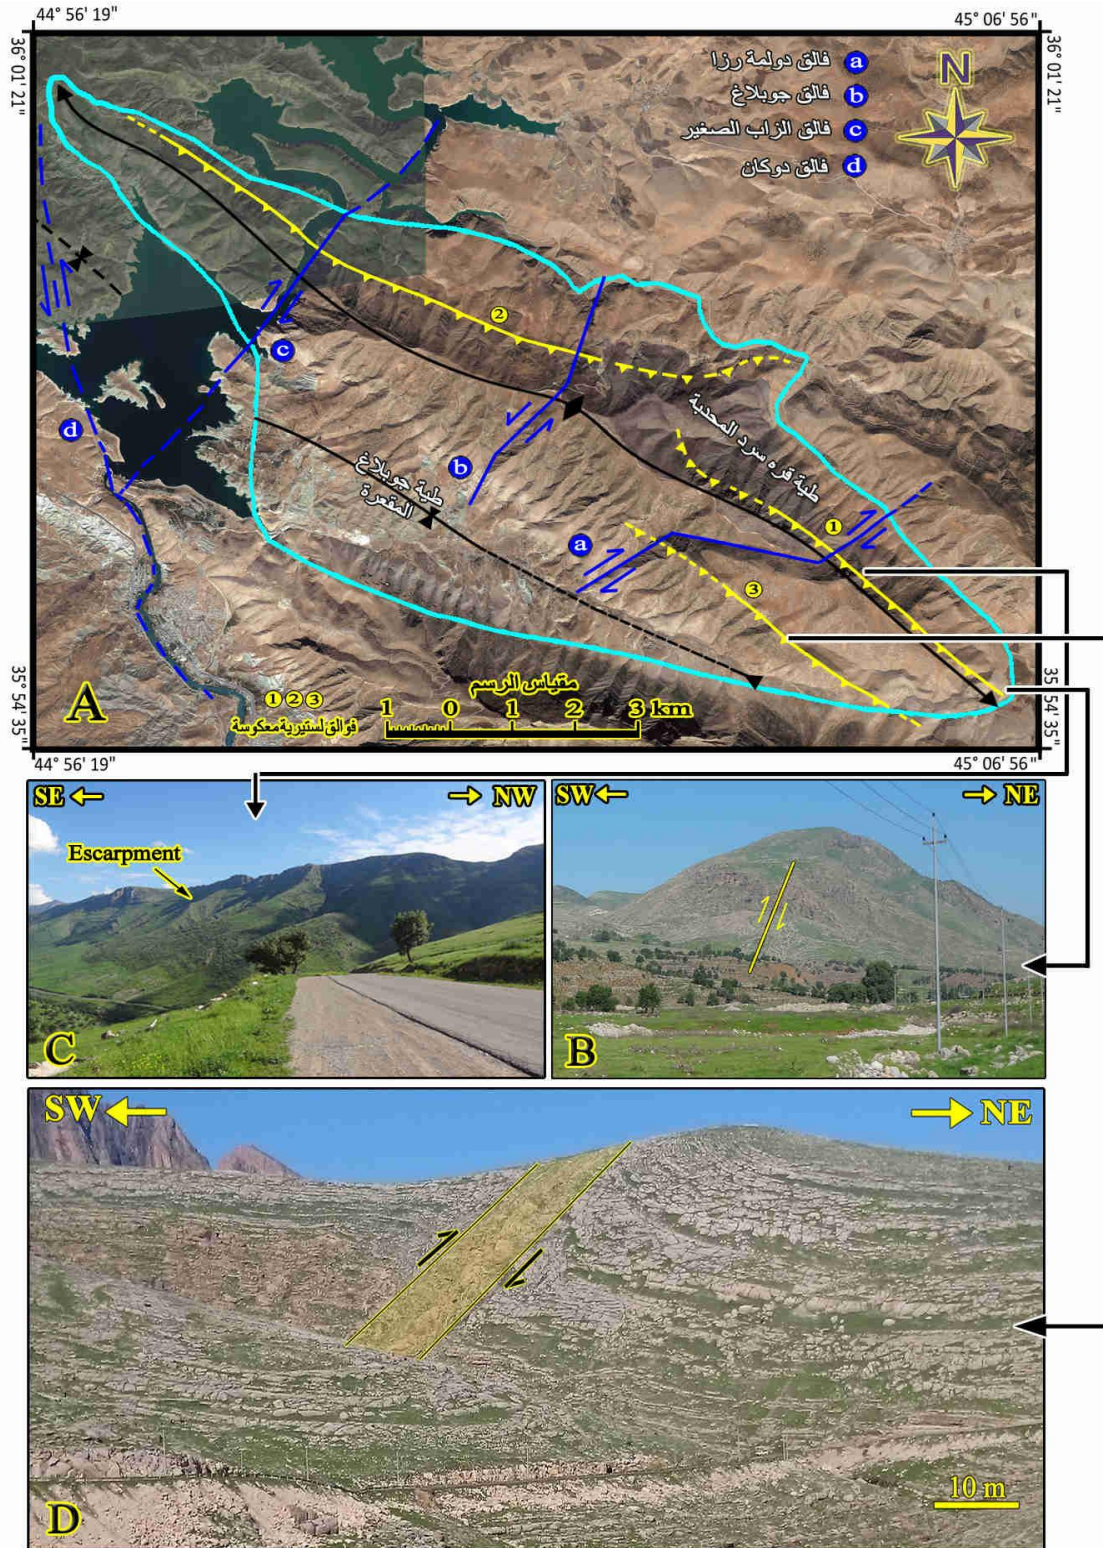 44° 56' 19"
45° 06' 56"
36° 01' 21"
36° 01' 21"
فالق دولمة رزا a
فالق جوبلاغ b
فالق الزاب الصغير c
فالق دوكان d
N
2
c
d
b
طية قره سرد المحدبة
طية جوبلاغ
المقعرة
1
a
3
A
1 2 3
فوالق لستيرية معكوسة
مقياس الرسم
1 0 1 2 3 km
35° 54' 35"
35° 54' 35"
44° 56' 19"
45° 06' 56"
SE NW
Escarpment
C
SW NE
B
SW NE
D
10 m